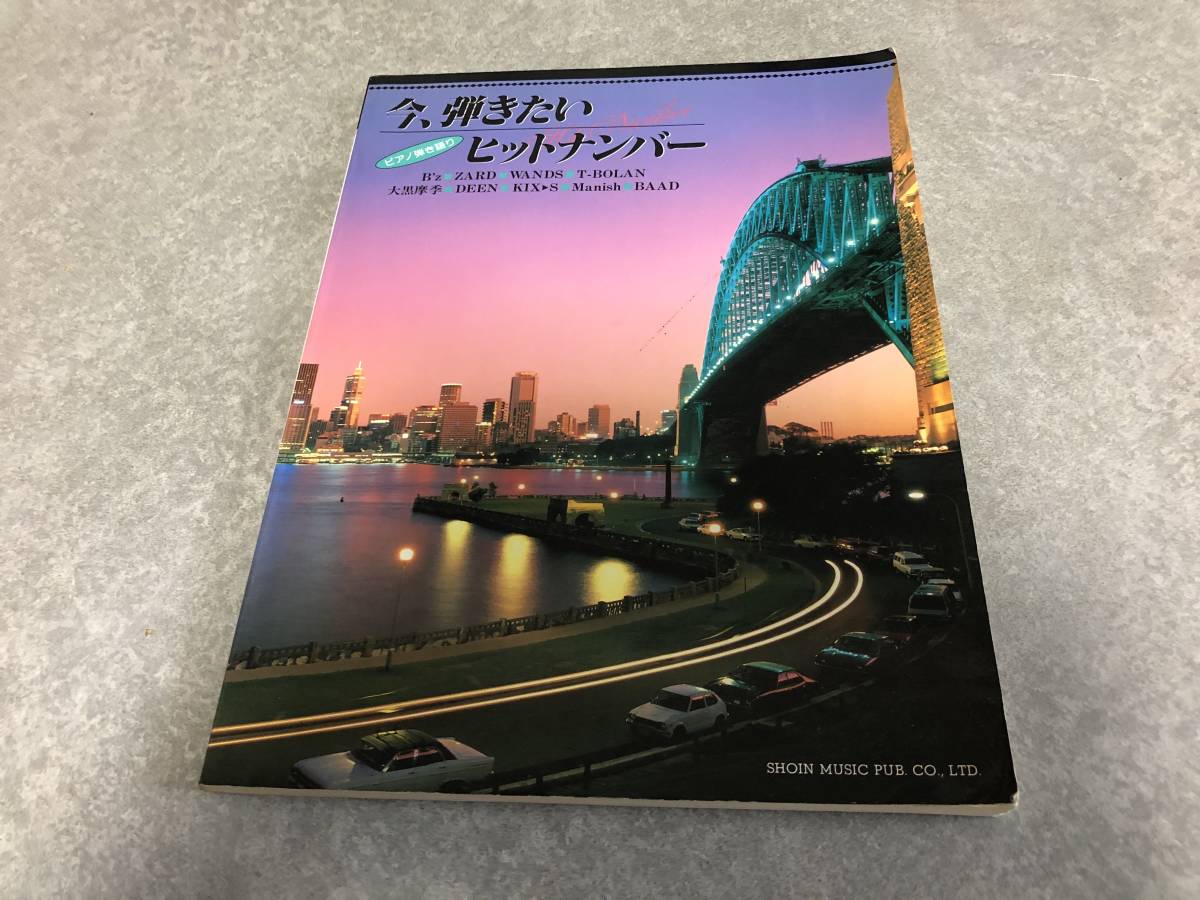 今、弾きたい
ピアノ弾き語り
ヒットナンバー
B'z ZARD WANDS T-BOLAN
大黒摩季 DEEN KIX▶S Manish BAAD
SHOIN MUSIC PUB. CO., LTD.